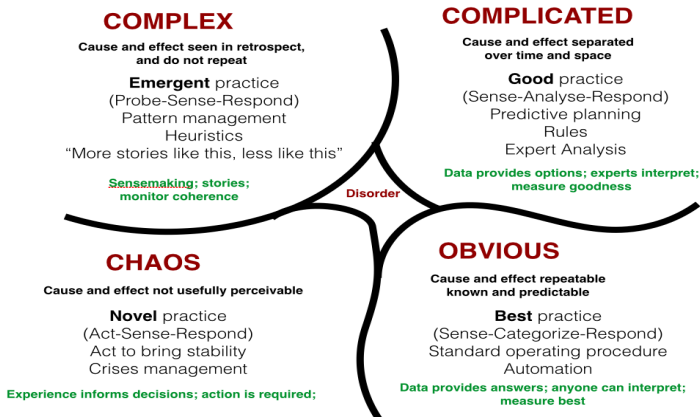 COMPLEX
Cause and effect seen in retrospect,
and do not repeat
Emergent practice
(Probe-Sense-Respond)
Pattern management
Heuristics
“More stories like this, less like this”
Sensemaking; stories;
monitor coherence
COMPLICATED
Cause and effect separated
over time and space
Good practice
(Sense-Analyse-Respond)
Predictive planning
Rules
Expert Analysis
Data provides options; experts interpret;
measure goodness
Disorder
CHAOS
Cause and effect not usefully perceivable
Novel practice
(Act-Sense-Respond)
Act to bring stability
Crises management
Experience informs decisions; action is required;
OBVIOUS
Cause and effect repeatable
known and predictable
Best practice
(Sense-Categorize-Respond)
Standard operating procedure
Automation
Data provides answers; anyone can interpret;
measure best